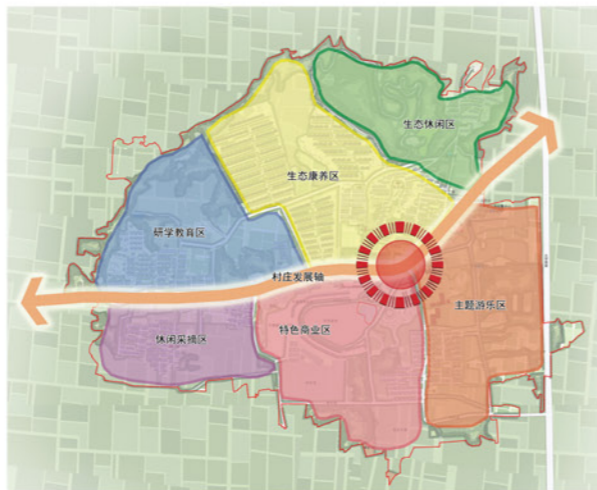 生态休闲区
生态康养区
研学教育区
村庄发展轴
主题游乐区
特色商业区
休闲采摘区